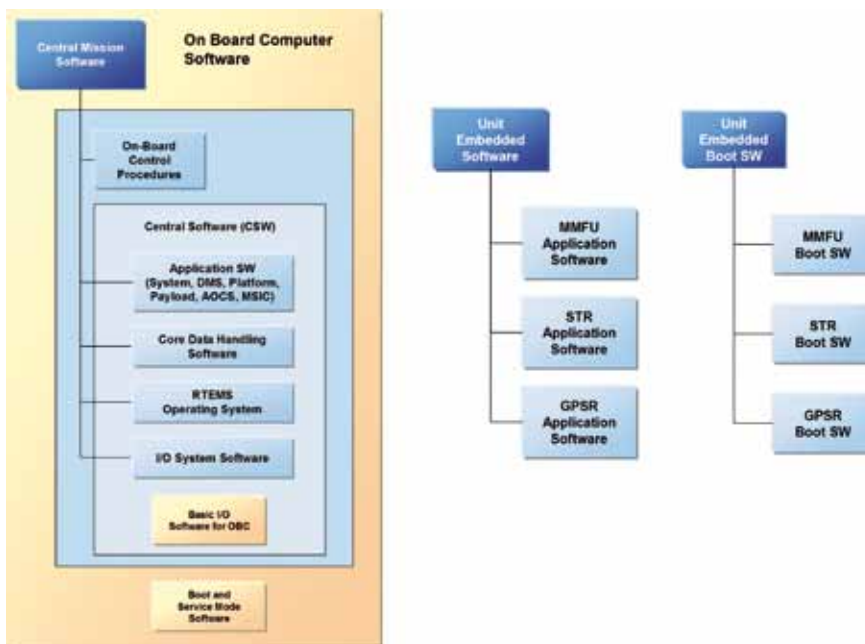 Central Mission
Software
On Board Computer
Software
On-Board
Control
Procedures
Central Software (CSW)
Application SW
(System, DMS, Platform,
Payload, AOCS, MSIC)
Core Data Handling
Software
RTEMS
Operating System
I/O System Software
Basic I/O
Software for OBC
Boot and
Service Mode
Software
Unit
Embedded
Software
MMFU
Application
Software
STR
Application
Software
GPSR
Application
Software
Unit
Embedded
Boot SW
MMFU
Boot SW
STR
Boot SW
GPSR
Boot SW